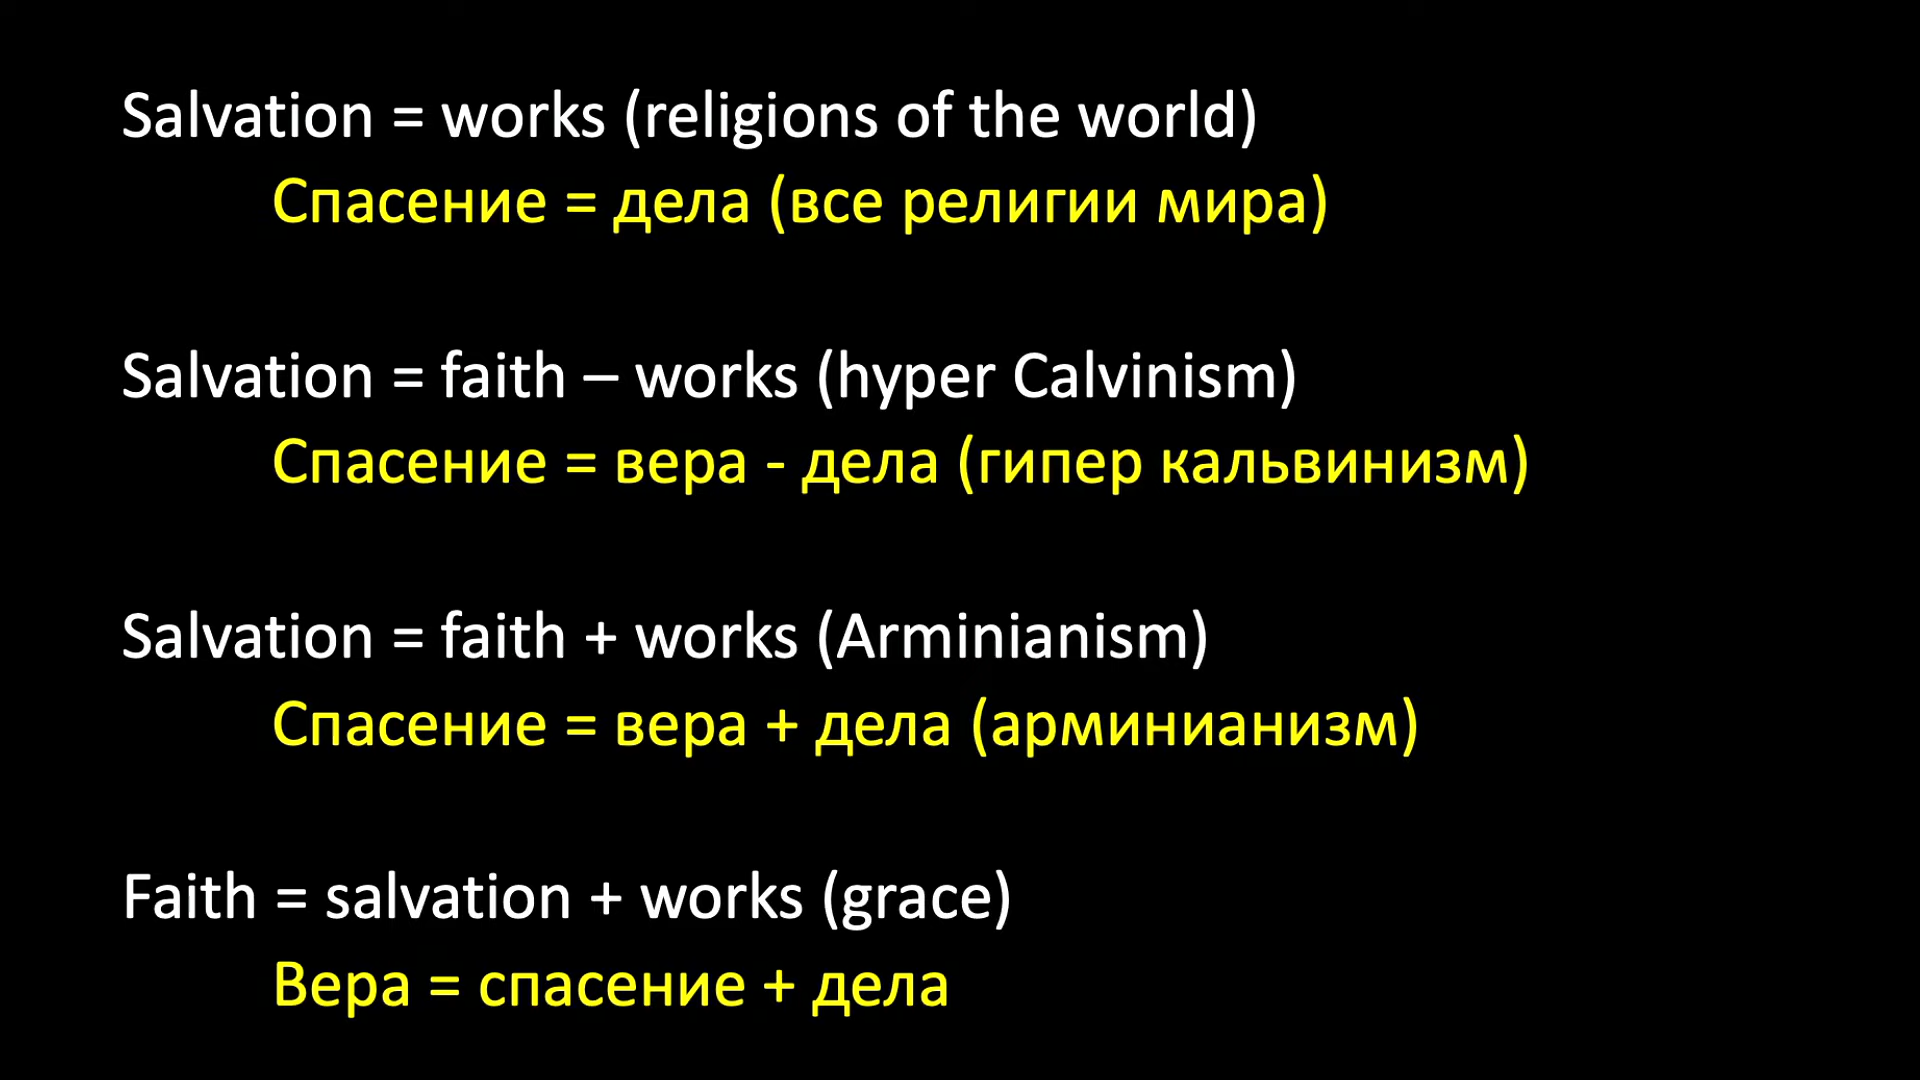 Salvation = works (religions of the world)
Спасение = дела (все религии мира)
Salvation = faith – works (hyper Calvinism)
Спасение = вера - дела (гипер кальвинизм)
Salvation = faith + works (Arminianism)
Спасение = вера + дела (арминианизм)
Faith = salvation + works (grace)
Вера = спасение + дела